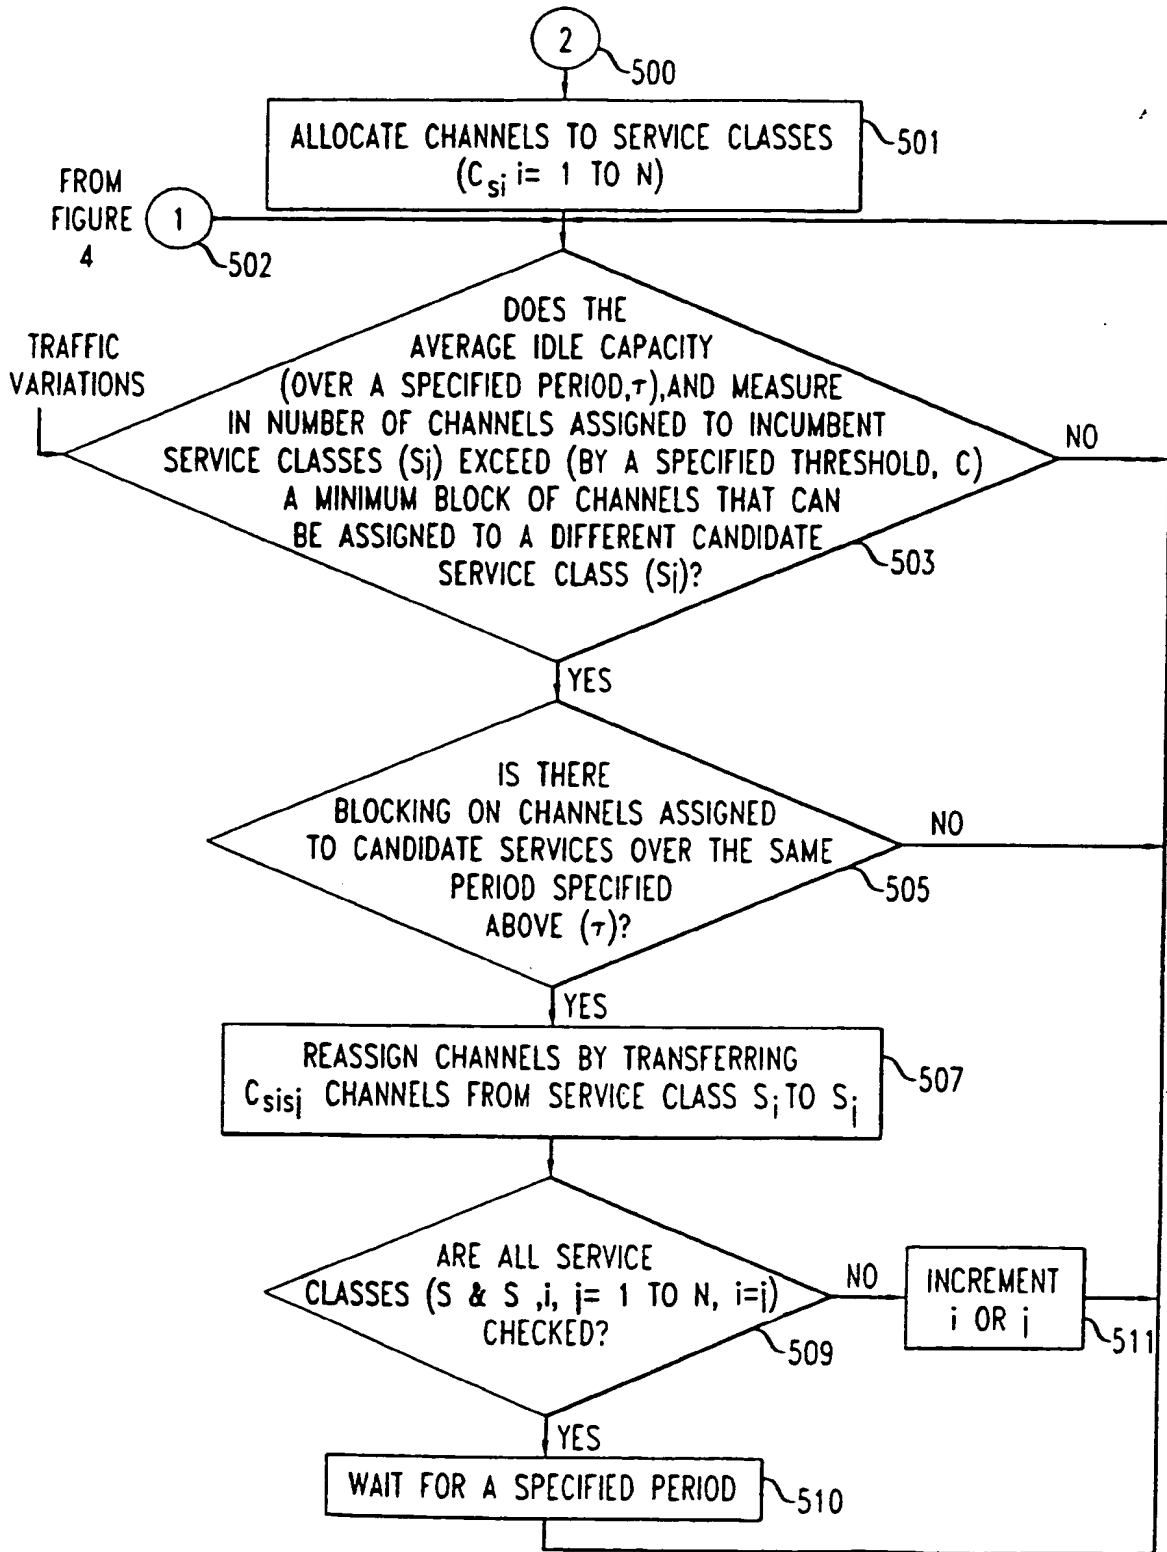 2
500
ALLOCATE CHANNELS TO SERVICE CLASSES
(Csi i= 1 TO N)
501
FROM
FIGURE
4
1
502
TRAFFIC
VARIATIONS
DOES THE
AVERAGE IDLE CAPACITY
(OVER A SPECIFIED PERIOD,τ),AND MEASURE
IN NUMBER OF CHANNELS ASSIGNED TO INCUMBENT
SERVICE CLASSES (Sj) EXCEED (BY A SPECIFIED THRESHOLD, C)
A MINIMUM BLOCK OF CHANNELS THAT CAN
BE ASSIGNED TO A DIFFERENT CANDIDATE
SERVICE CLASS (Sj)?
NO
503
YES
IS THERE
BLOCKING ON CHANNELS ASSIGNED
TO CANDIDATE SERVICES OVER THE SAME
PERIOD SPECIFIED
ABOVE (τ)?
NO
505
YES
REASSIGN CHANNELS BY TRANSFERRING
Csisj CHANNELS FROM SERVICE CLASS Si TO Sj
507
ARE ALL SERVICE
CLASSES (S & S ,i, j= 1 TO N, i=j)
CHECKED?
NO
509
INCREMENT
i OR j
511
YES
WAIT FOR A SPECIFIED PERIOD
510